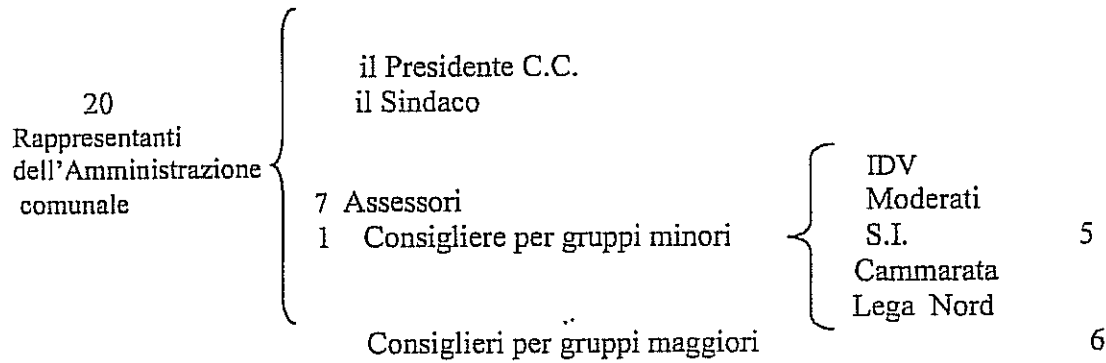 il Presidente C.C.
il Sindaco
20
Rappresentanti
dell'Amministrazione
comunale
7 Assessori
1 Consigliere per gruppi minori
IDV
Moderati
S.I. 5
Cammarata
Lega Nord
Consiglieri per gruppi maggiori 6